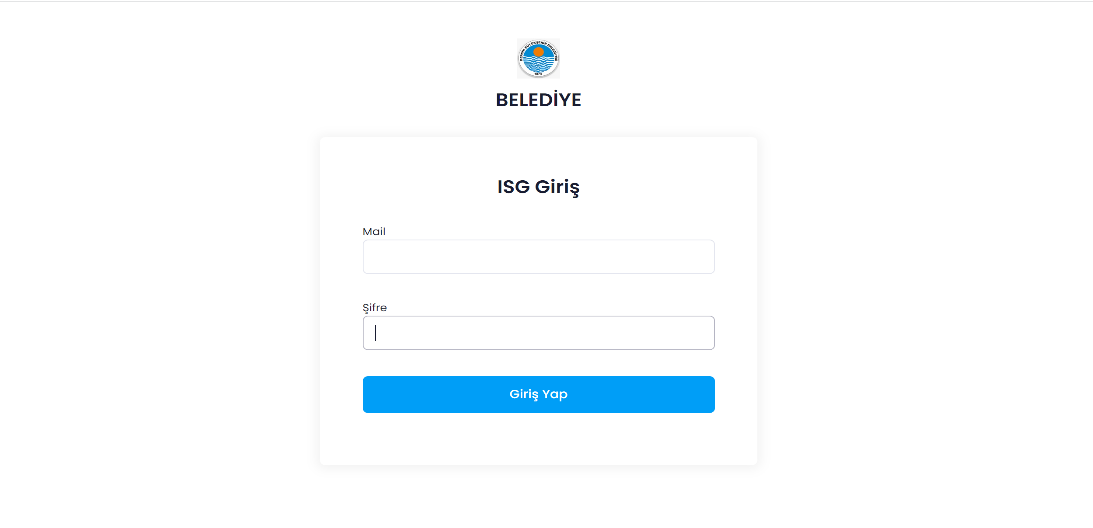 BELEDİYE
ISG Giriş
Mail
Şifre
Giriş Yap